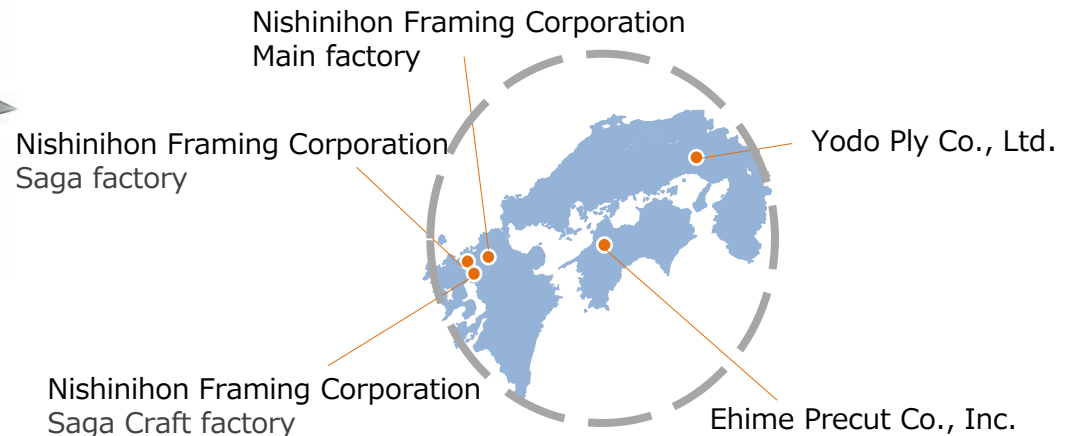 Nishinihon Framing Corporation
Main factory
Nishinihon Framing Corporation
Saga factory
Yodo Ply Co., Ltd.
Nishinihon Framing Corporation
Saga Craft factory
Ehime Precut Co., Inc.